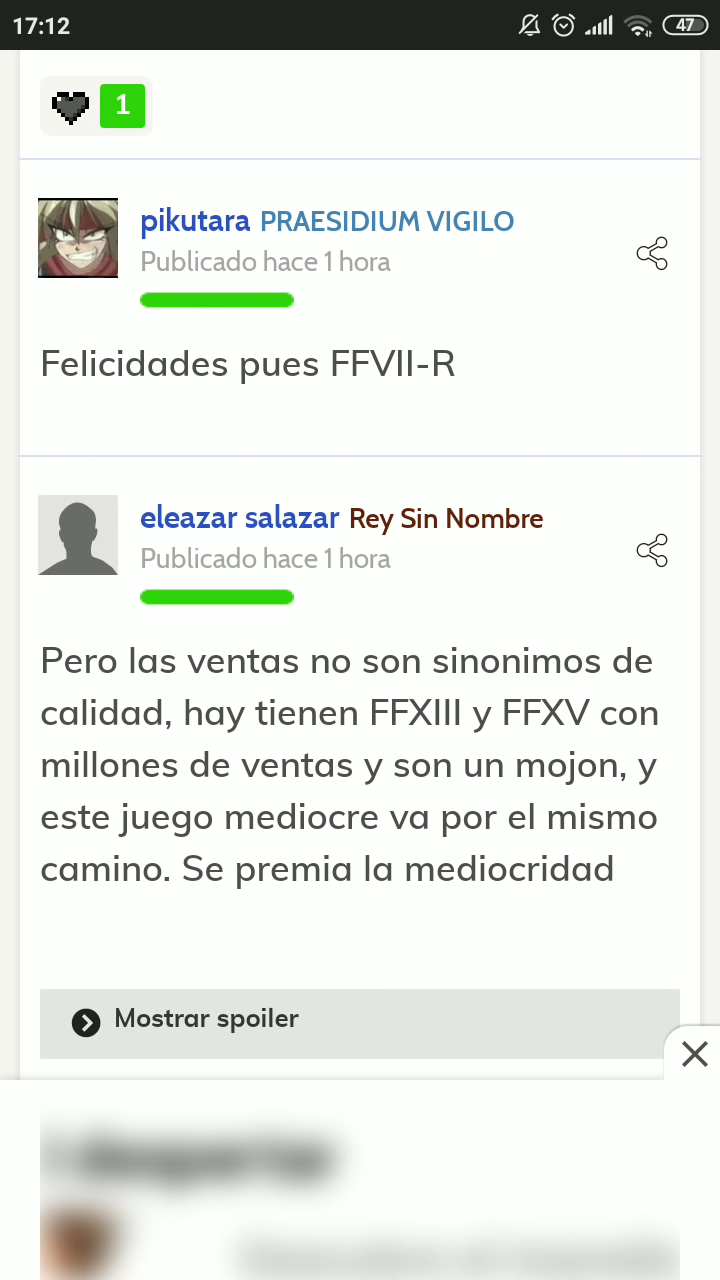 17:12
47
1
pikutara PRAESIDIUM VIGILO
Publicado hace 1 hora
Felicidades pues FFVII-R
eleazar salazar Rey Sin Nombre
Publicado hace 1 hora
Pero las ventas no son sinonimos de
calidad, hay tienen FFXIII y FFXV con
millones de ventas y son un mojon, y
este juego mediocre va por el mismo
camino. Se premia la mediocridad
Mostrar spoiler